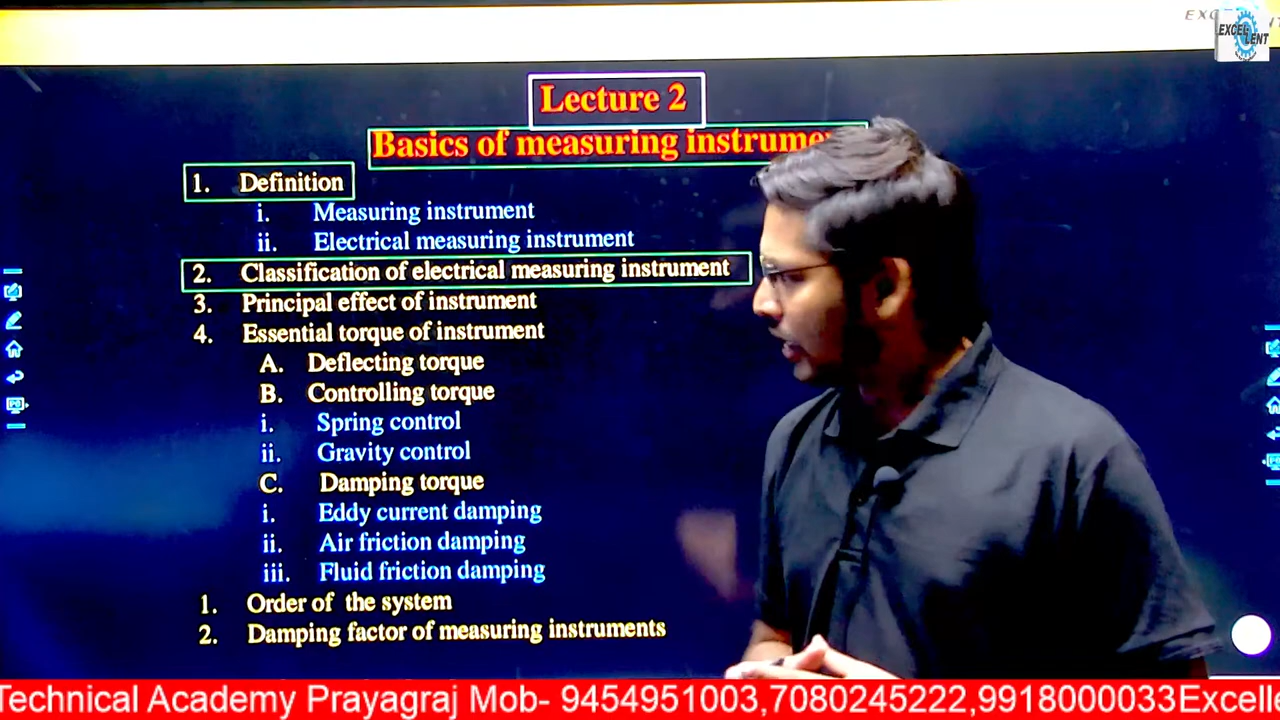 EXCEL
LENT
Lecture 2
Basics of measuring
1. Definition
i. Measuring instrument
ii. Electrical measuring instrument
2. Classification of electrical measuring instrument
3. Principal effect of instrument
4. Essential torque of instrument
A. Deflecting torque
B. Controlling torque
i. Spring control
ii. Gravity control
C. Damping torque
i. Eddy current damping
ii. Air friction damping
iii. Fluid friction damping
1. Order of the system
2. Damping factor of measuring instruments
Technical Academy Prayagraj Mob- 9454951003,7080245222,9918000033